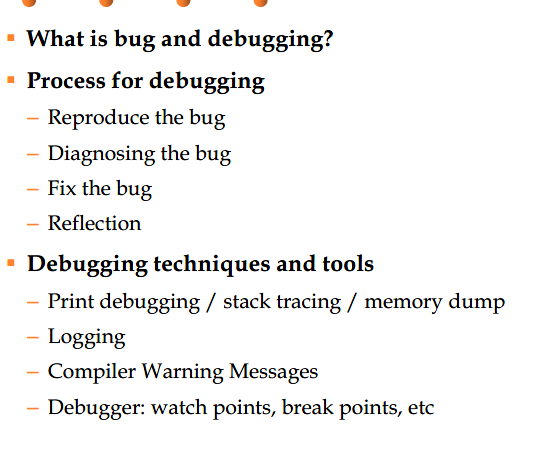 What is bug and debugging?
Process for debugging
– Reproduce the bug
– Diagnosing the bug
– Fix the bug
– Reflection
Debugging techniques and tools
– Print debugging / stack tracing / memory dump
– Logging
– Compiler Warning Messages
– Debugger: watch points, break points, etc